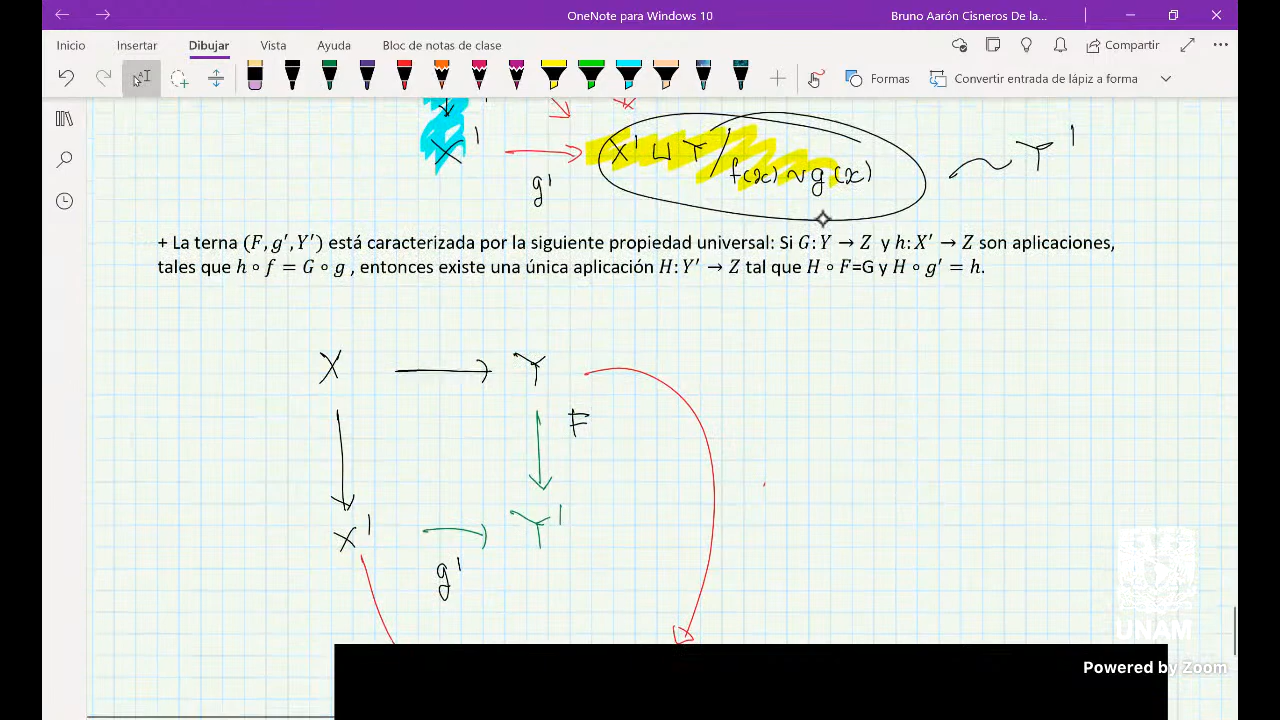 OneNote para Windows 10
Bruno Aarón Cisneros De la...
Inicio Insertar Dibujar Vista Ayuda Bloc de notas de clase Compartir
Formas Convertir entrada de lápiz a forma
X' g' X' ⊔ Y / f(x) ~ g(x) Y'
+ La terna (F, g', Y') está caracterizada por la siguiente propiedad universal: Si G: Y → Z y h: X' → Z son aplicaciones,
tales que h ∘ f = G ∘ g , entonces existe una única aplicación H: Y' → Z tal que H ∘ F=G y H ∘ g' = h.
X → Y
F
X' → Y'
g'
UNAM
Powered by Zoom